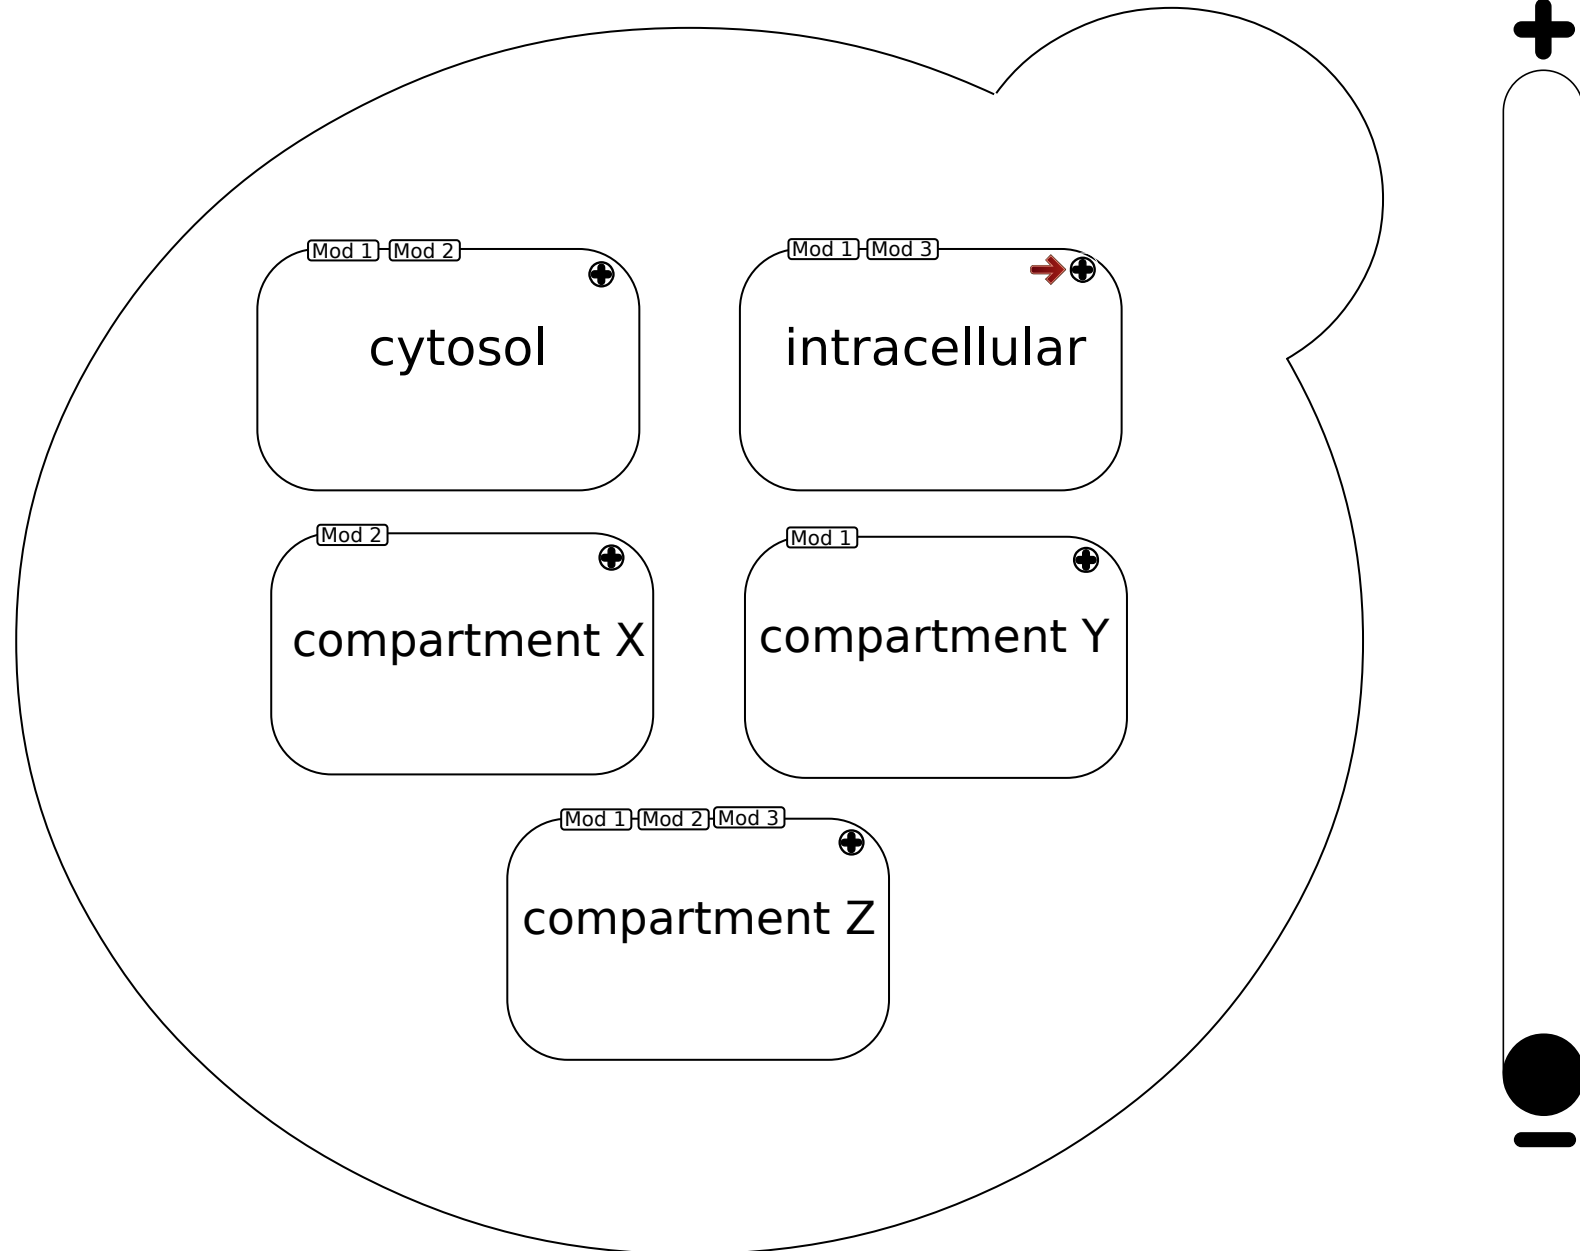 Mod 1 Mod 2
cytosol
Mod 1 Mod 3
intracellular
Mod 2
compartment X
Mod 1
compartment Y
Mod 1 Mod 2 Mod 3
compartment Z